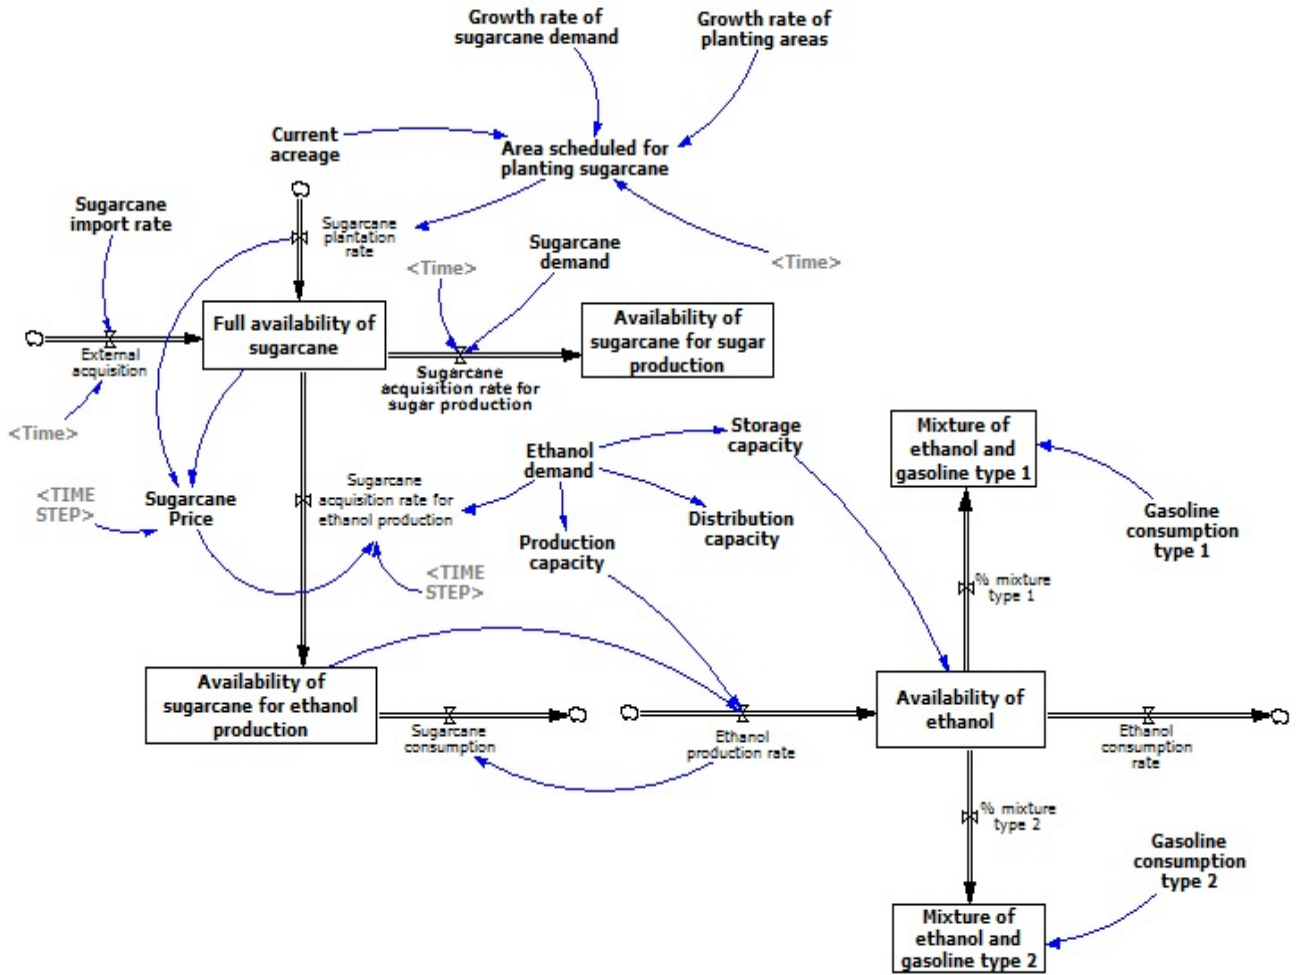 Growth rate of
sugarcane demand
Growth rate of
planting areas
Current
acreage
Area scheduled for
planting sugarcane
Sugarcane
import rate
Sugarcane
plantation
rate
Sugarcane
demand
<Time>
<Time>
Full availability of
sugarcane
Availability of
sugarcane for sugar
production
External
acquisition
Sugarcane
acquisition rate for
sugar production
<Time>
Storage
capacity
Mixture of
ethanol and
gasoline type 1
Ethanol
demand
<TIME
STEP>
Sugarcane
Price
Sugarcane
acquisition rate for
ethanol production
Distribution
capacity
Gasoline
consumption
type 1
Production
capacity
<TIME
STEP>
% mixture
type 1
Availability of
sugarcane for ethanol
production
Sugarcane
consumption
Ethanol
production rate
Availability of
ethanol
Ethanol
consumption
rate
% mixture
type 2
Gasoline
consumption
type 2
Mixture of
ethanol and
gasoline type 2